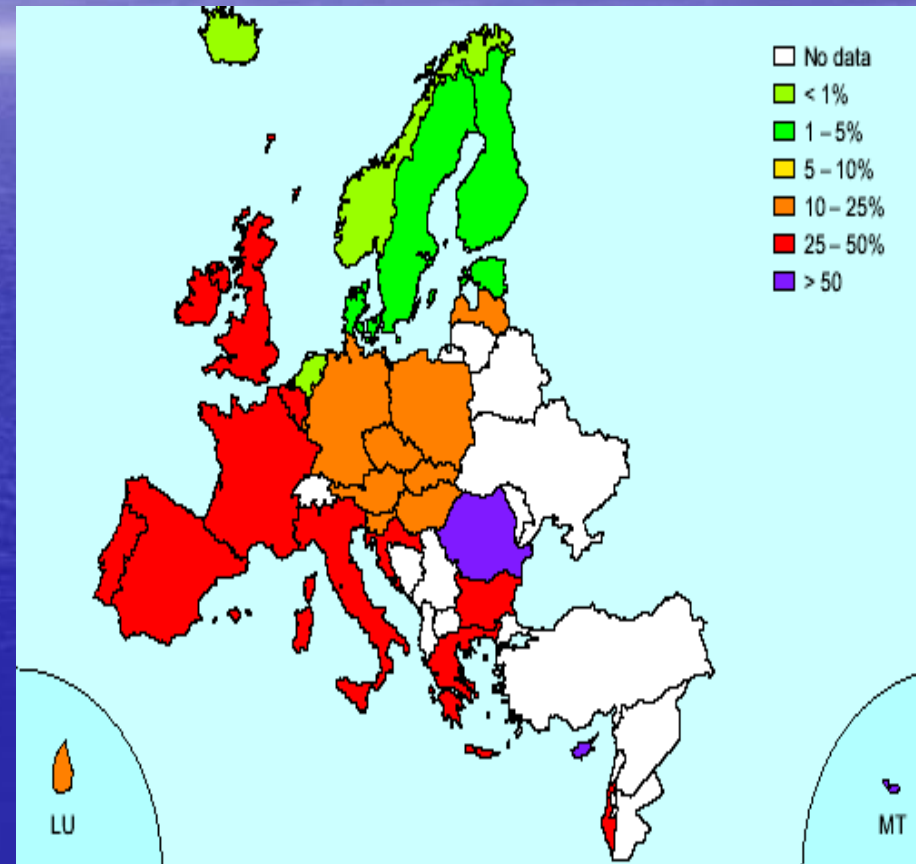 No data
< 1%
1 – 5%
5 – 10%
10 – 25%
25 – 50%
> 50
LU
MT